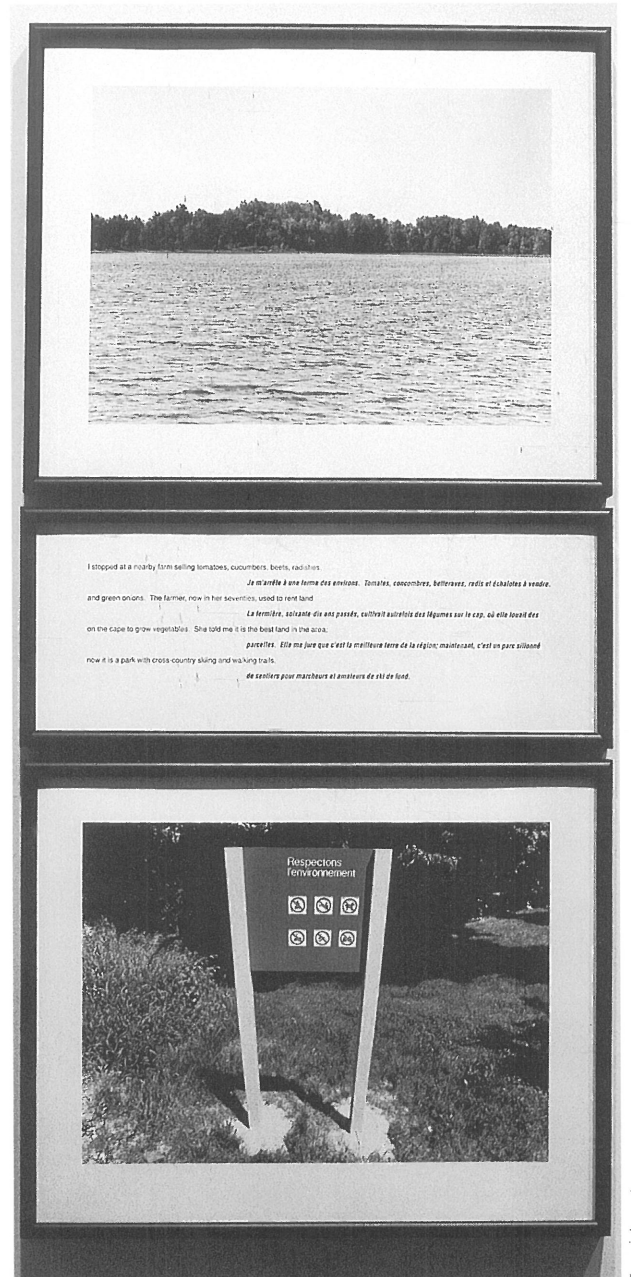 I stopped at a nearby farm selling tomatoes, cucumbers, beets, radishes
Je m'arrête à une ferme des environs. Tomates, concombres, betteraves, radis et échalotes à vendre.
and green onions. The farmer, now in her seventies, used to rent land
La fermière, soixante-dix ans passés, cultivait autrefois des légumes sur le cap, où elle louait des
on the cape to grow vegetables. She told me it is the best land in the area;
parcelles. Elle me jure que c'est la meilleure terre de la région; maintenant, c'est un parc sillonné
now it is a park with cross-country skiing and walking trails.
de sentiers pour marcheurs et amateurs de ski de fond.
Respectons
l'environnement